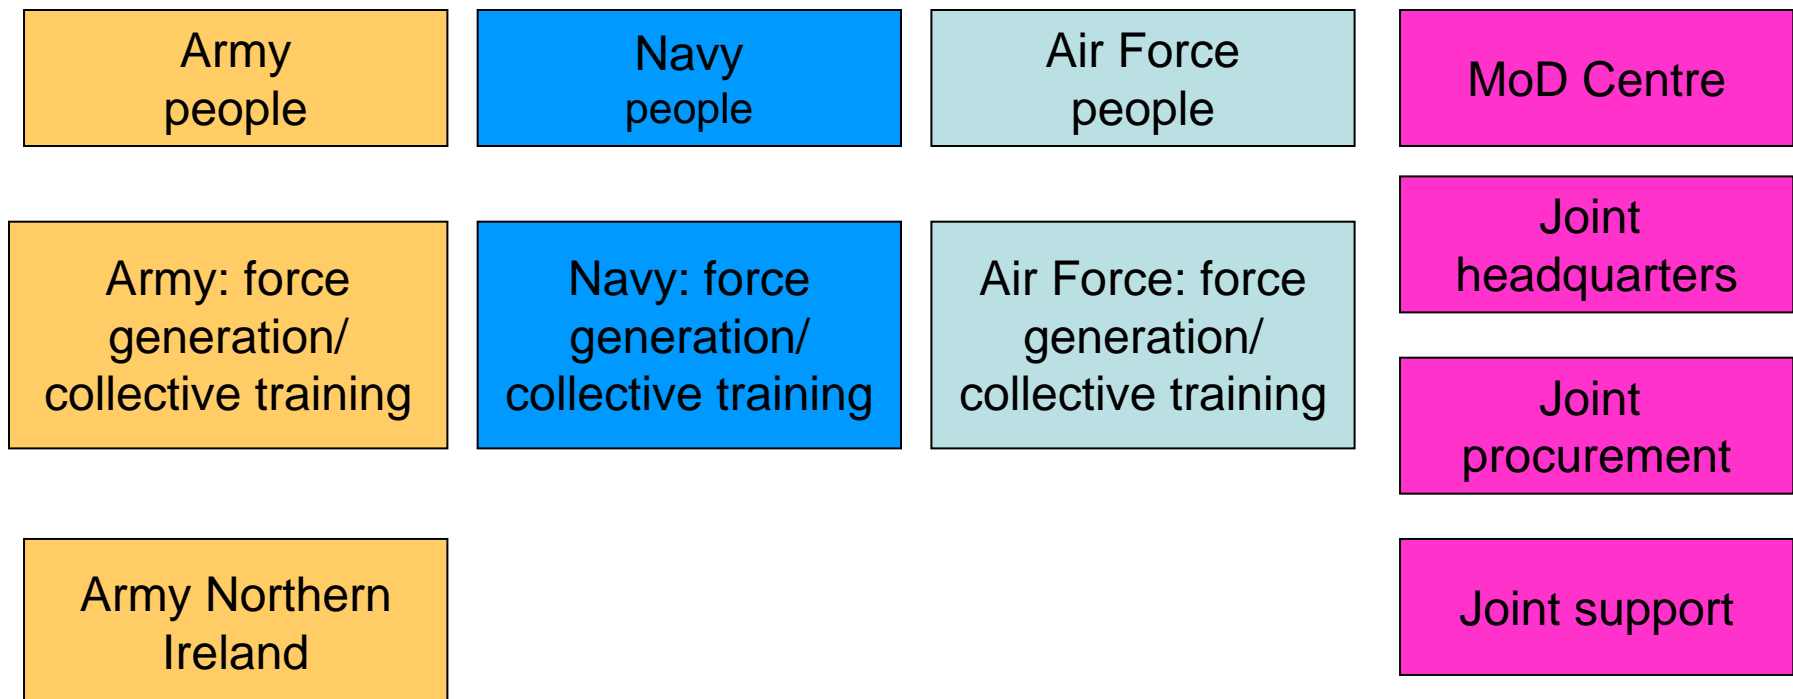 Army
people
Navy
people
Air Force
people
MoD Centre
Joint
headquarters
Army: force
generation/
collective training
Navy: force
generation/
collective training
Air Force: force
generation/
collective training
Joint
procurement
Army Northern
Ireland
Joint support